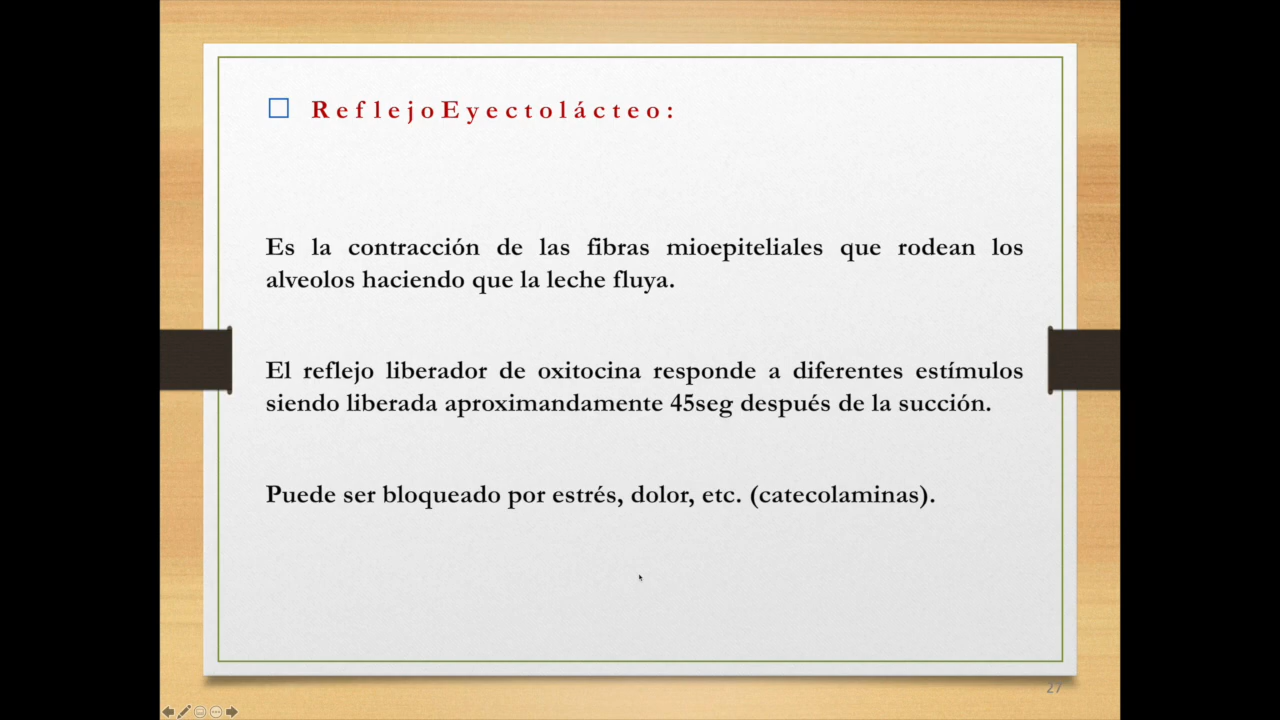 Reflejo Eyectolácteo:
Es la contracción de las fibras mioepiteliales que rodean los
alveolos haciendo que la leche fluya.
El reflejo liberador de oxitocina responde a diferentes estímulos
siendo liberada aproximandamente 45seg después de la succión.
Puede ser bloqueado por estrés, dolor, etc. (catecolaminas).
27